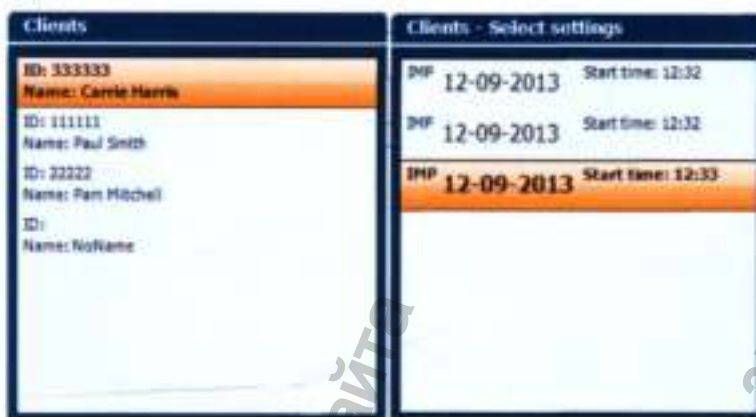 Clients
ID: 333333
Name: Carrie Harris
ID: 111111
Name: Paul Smith
ID: 22222
Name: Pam Mitchell
ID:
Name: NoName
Clients - Select settings
IMP 12-09-2013 Start time: 12:32
IMP 12-09-2013 Start time: 12:32
IMP 12-09-2013 Start time: 12:33